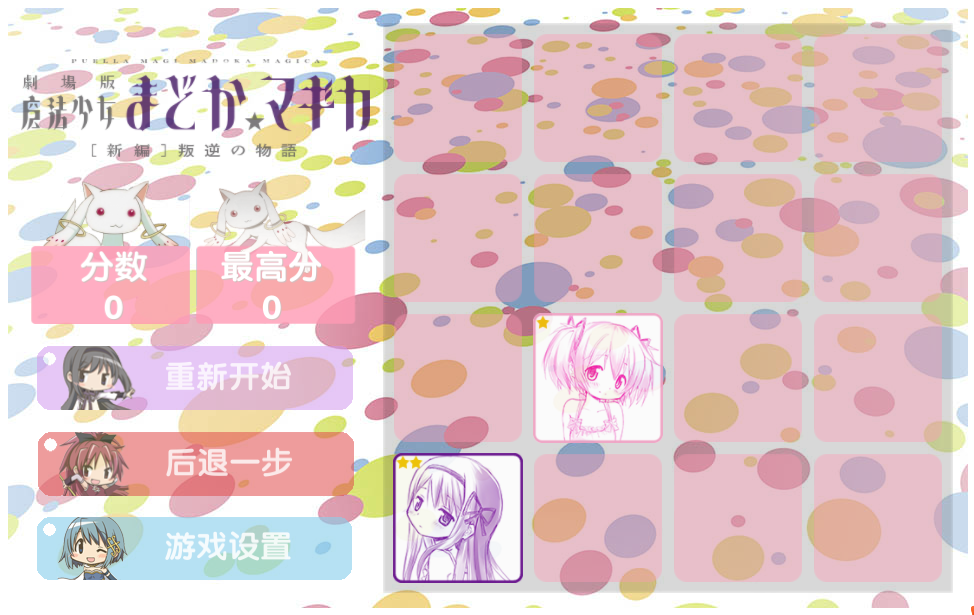 PUELLA MAGI MADOKA MAGICA
劇場版
魔法少女まどか★マギカ
[新編]叛逆の物語
分数
0
最高分
0
重新开始
后退一步
游戏设置